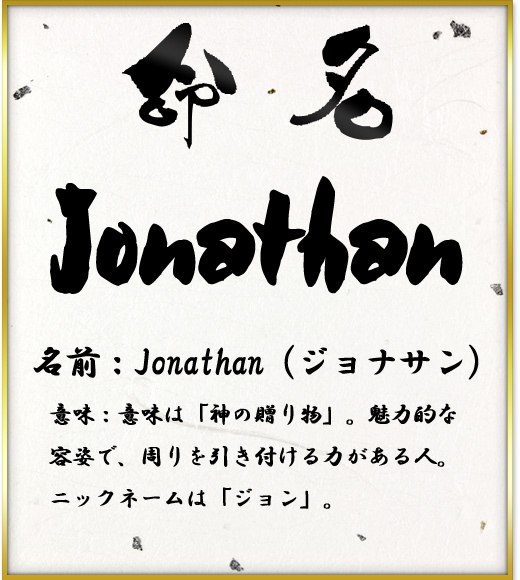 命名
Jonathan
名前：Jonathan（ジョナサン）
意味：意味は「神の贈り物」。魅力的な
容姿で、周りを引き付ける力がある人。
ニックネームは「ジョン」。